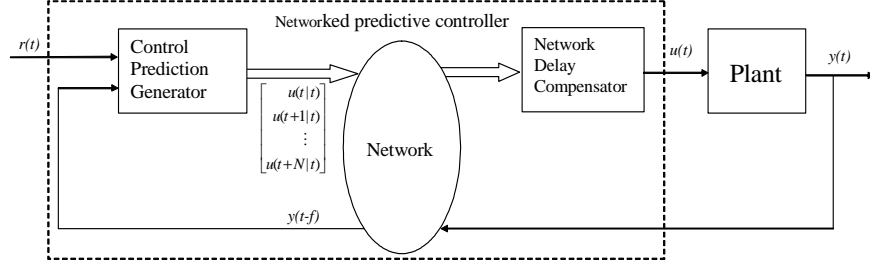 Networked predictive controller
r(t)
Control
Prediction
Generator
u(t|t)
u(t+1|t)
⋮
u(t+N|t)
Network
Network
Delay
Compensator
u(t)
Plant
y(t)
y(t-f)